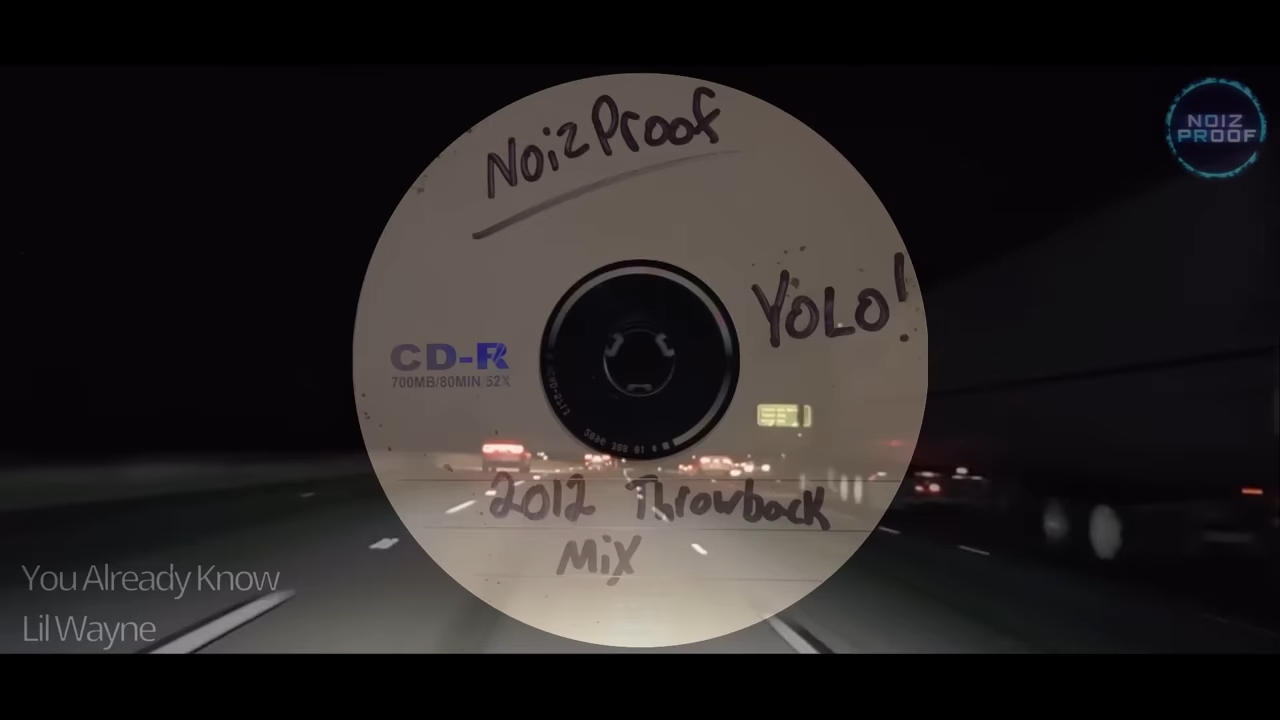 NoizProof
NOIZ
PROOF
YOLO!
CD-R
700MB/80MIN 52X
2012 Throwback
Mix
You Already Know
Lil Wayne